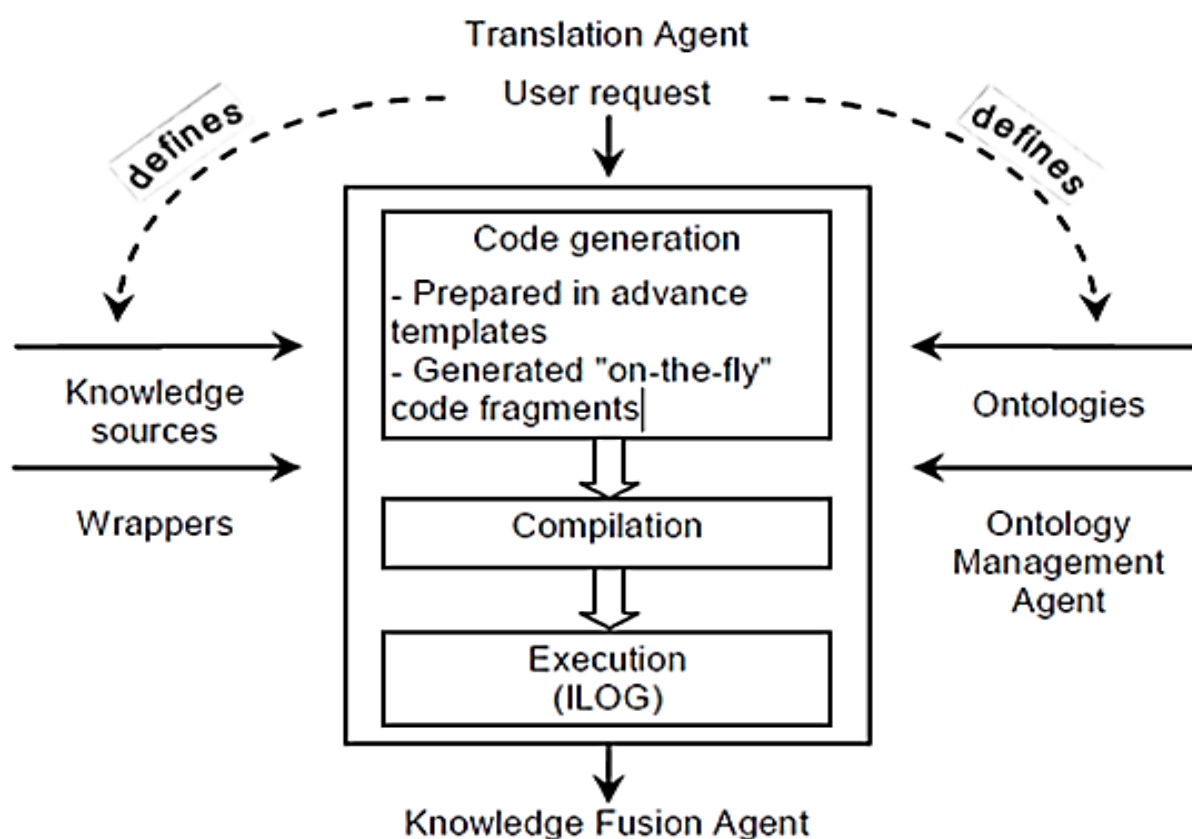 Translation Agent
User request
defines
defines
Code generation
- Prepared in advance
templates
- Generated "on-the-fly"
code fragments
Knowledge
sources
Ontologies
Wrappers
Compilation
Ontology
Management
Agent
Execution
(ILOG)
Knowledge Fusion Agent